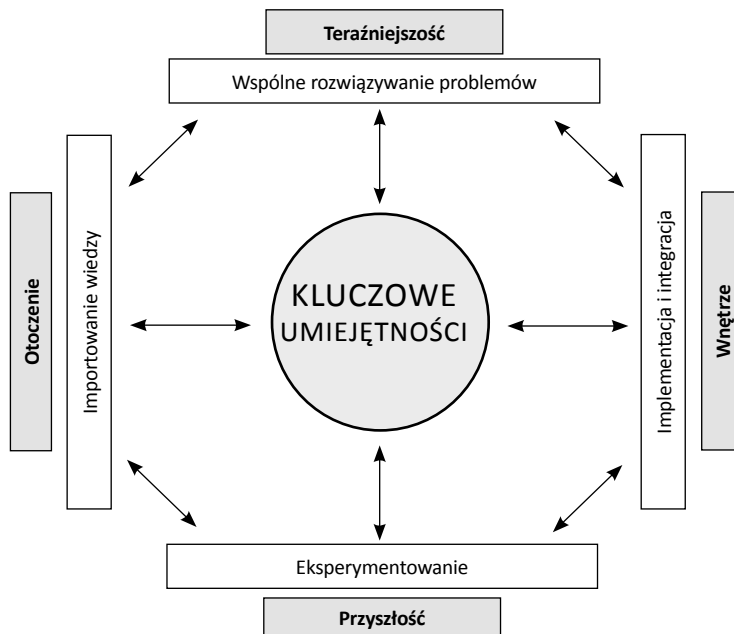 Teraźniejszość
Wspólne rozwiązywanie problemów
Otoczenie
Importowanie wiedzy
KLUCZOWE
UMIEJĘTNOŚCI
Implementacja i integracja
Wnętrze
Eksperymentowanie
Przyszłość